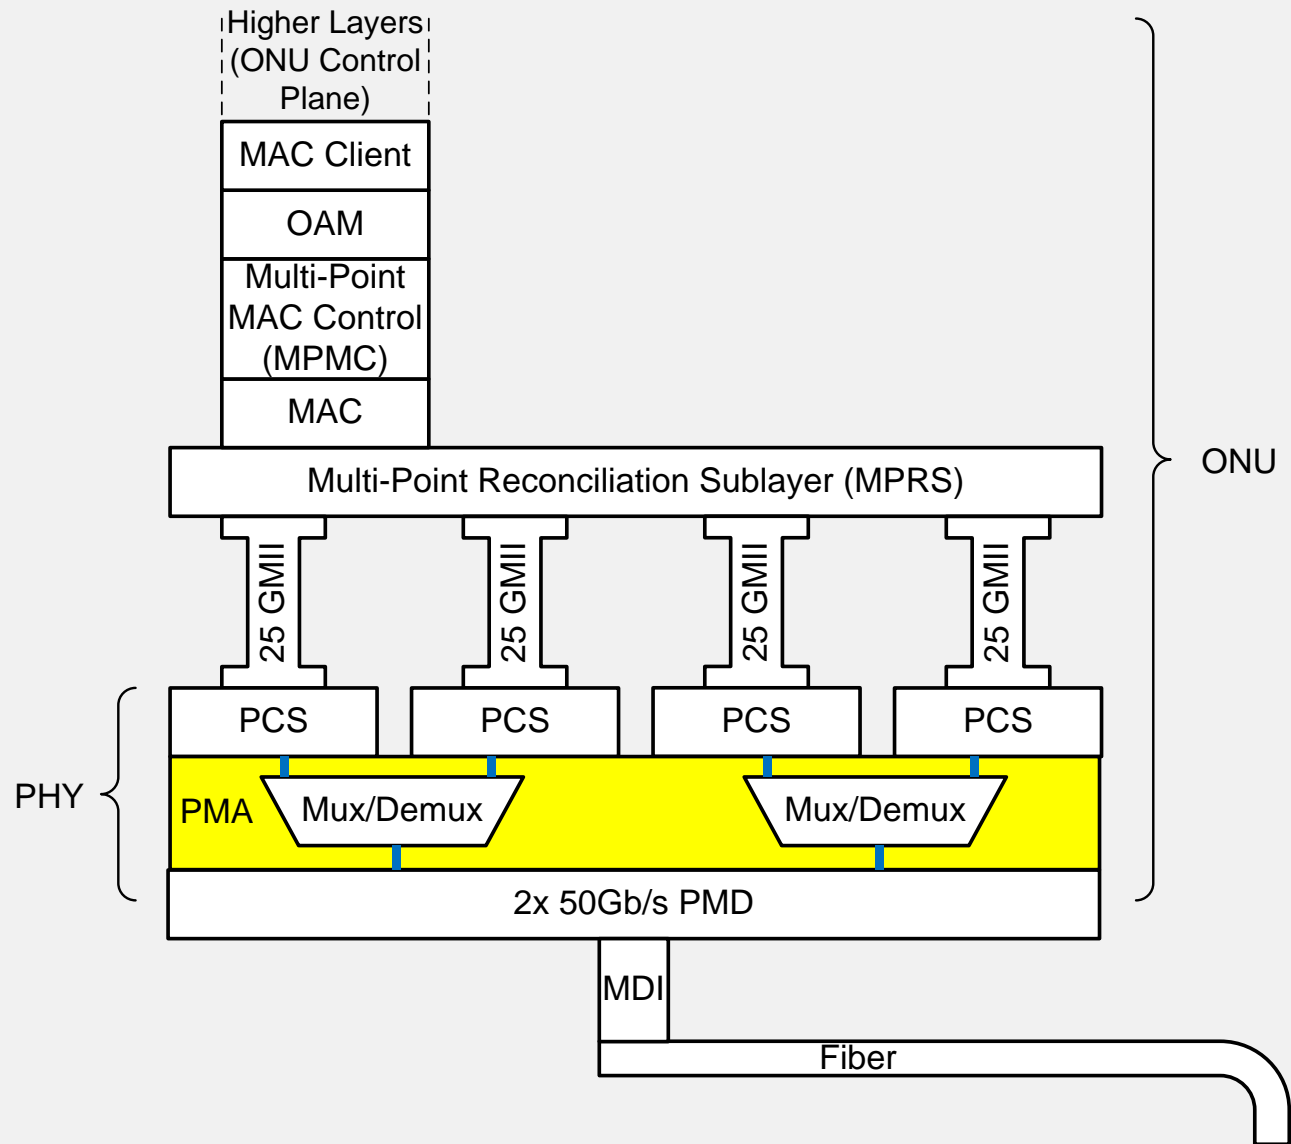 Higher Layers
(ONU Control
Plane)
MAC Client
OAM
Multi-Point
MAC Control
(MPMC)
MAC
Multi-Point Reconciliation Sublayer (MPRS)
ONU
25 GMII
25 GMII
25 GMII
25 GMII
PCS
PCS
PCS
PCS
PHY
PMA
Mux/Demux
Mux/Demux
2x 50Gb/s PMD
MDI
Fiber